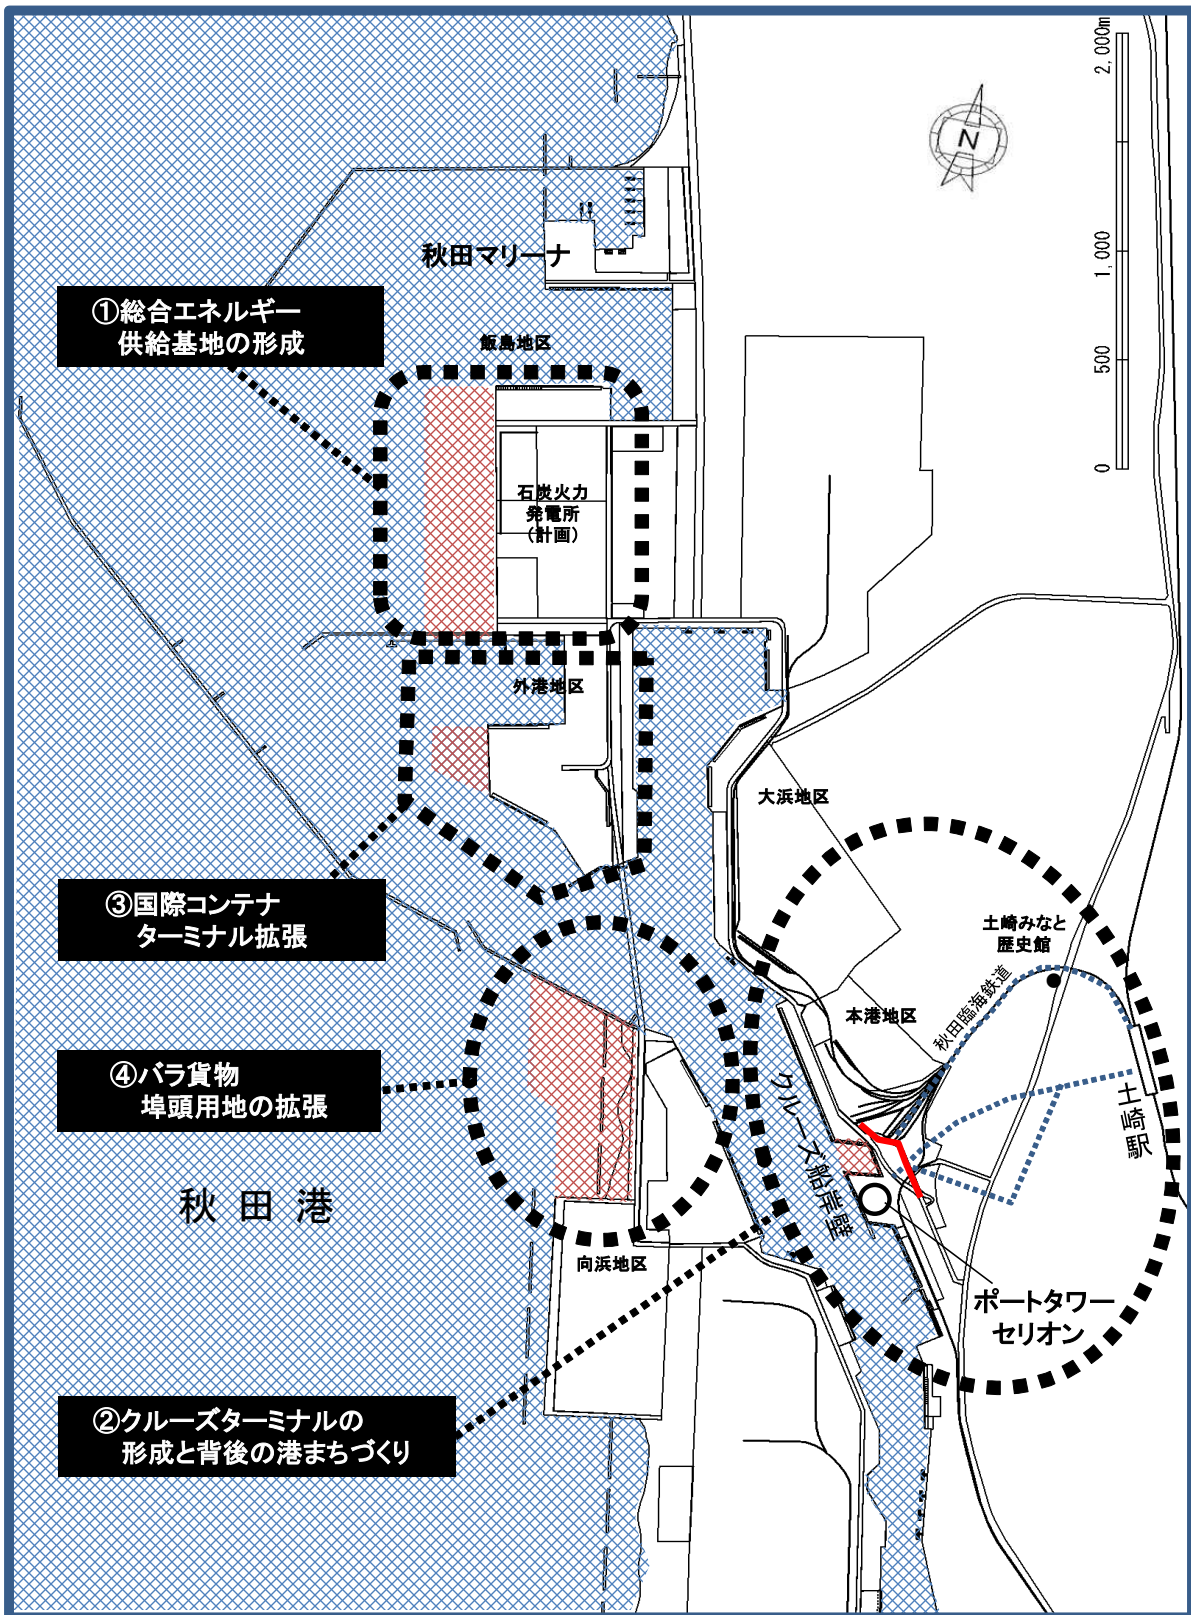 2,000m
1,000
500
0
N
秋田マリーナ
①総合エネルギー
供給基地の形成
飯島地区
石炭火力
発電所
(計画)
外港地区
大浜地区
③国際コンテナ
ターミナル拡張
土崎みなと
歴史館
秋田臨海鉄道
本港地区
④バラ貨物
埠頭用地の拡張
クルーズ船岸壁
土崎駅
秋田港
向浜地区
ポートタワー
セリオン
②クルーズターミナルの
形成と背後の港まちづくり